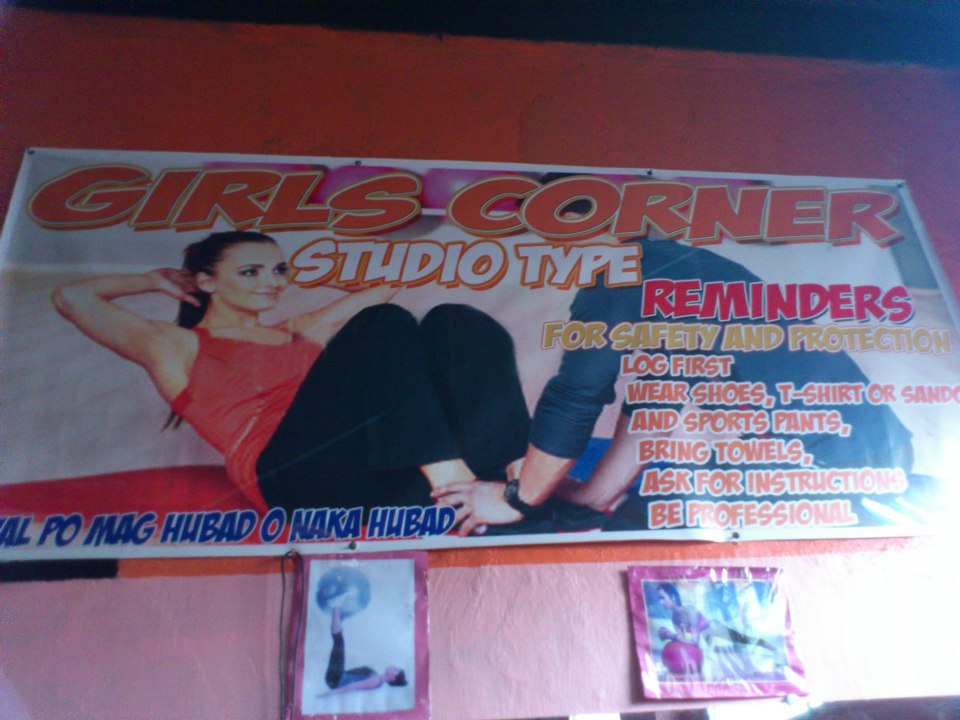 GIRLS CORNER
STUDIO TYPE
REMINDERS
FOR SAFETY AND PROTECTION
LOG FIRST
WEAR SHOES, T-SHIRT OR SANDO
AND SPORTS PANTS,
BRING TOWELS,
ASK FOR INSTRUCTIONS
BE PROFESSIONAL
AL PO MAG HUBAD O NAKA HUBAD